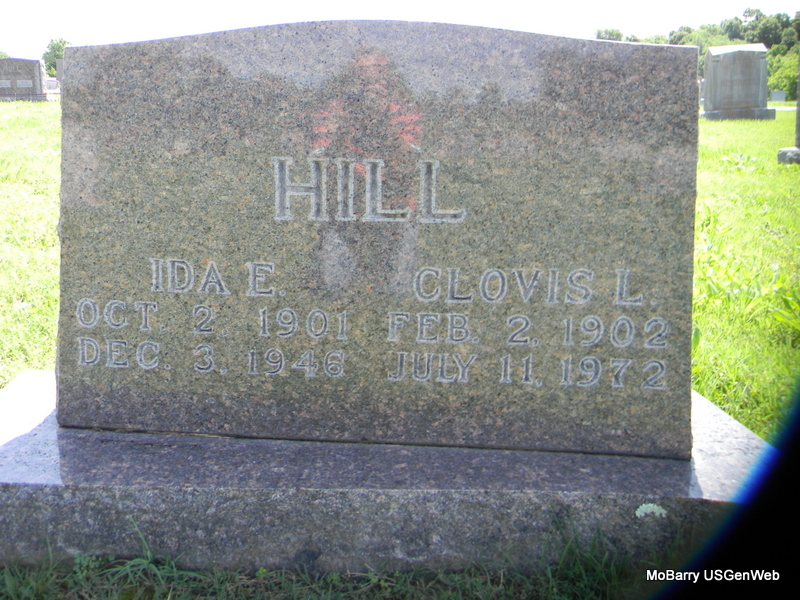 HILL
IDA E. CLOVIS L.
OCT. 2, 1901 FEB. 2, 1902
DEC. 3, 1946 JULY 11, 1972
MoBarry USGenWeb